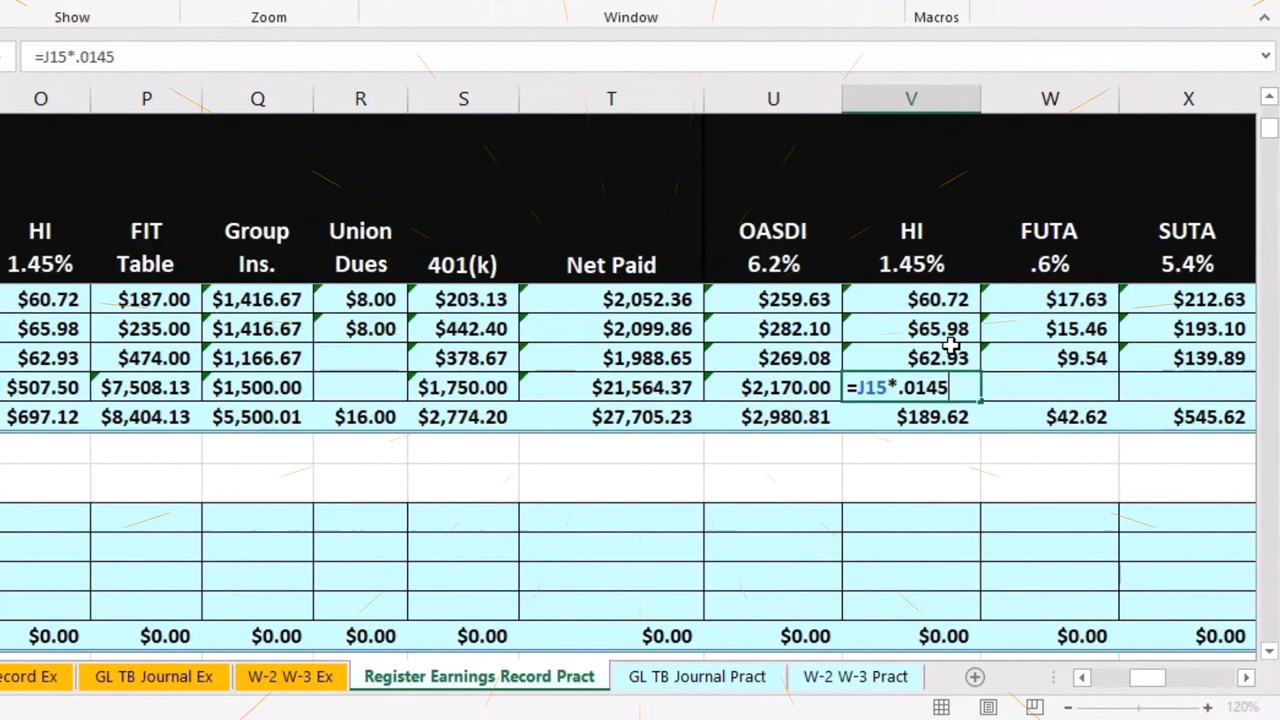 Show Zoom Window Macros
=J15*.0145
O P Q R S T U V W X
HI FIT Group Union OASDI HI FUTA SUTA
1.45% Table Ins. Dues 401(k) Net Paid 6.2% 1.45% .6% 5.4%
$60.72 $187.00 $1,416.67 $8.00 $203.13 $2,052.36 $259.63 $60.72 $17.63 $212.63
$65.98 $235.00 $1,416.67 $8.00 $442.40 $2,099.86 $282.10 $65.98 $15.46 $193.10
$62.93 $474.00 $1,166.67 $378.67 $1,988.65 $269.08 $62.93 $9.54 $139.89
$507.50 $7,508.13 $1,500.00 $1,750.00 $21,564.37 $2,170.00 =J15*.0145
$697.12 $8,404.13 $5,500.01 $16.00 $2,774.20 $27,705.23 $2,980.81 $189.62 $42.62 $545.62
$0.00 $0.00 $0.00 $0.00 $0.00 $0.00 $0.00 $0.00 $0.00 $0.00
ecord Ex GL TB Journal Ex W-2 W-3 Ex Register Earnings Record Pract GL TB Journal Pract W-2 W-3 Pract
120%